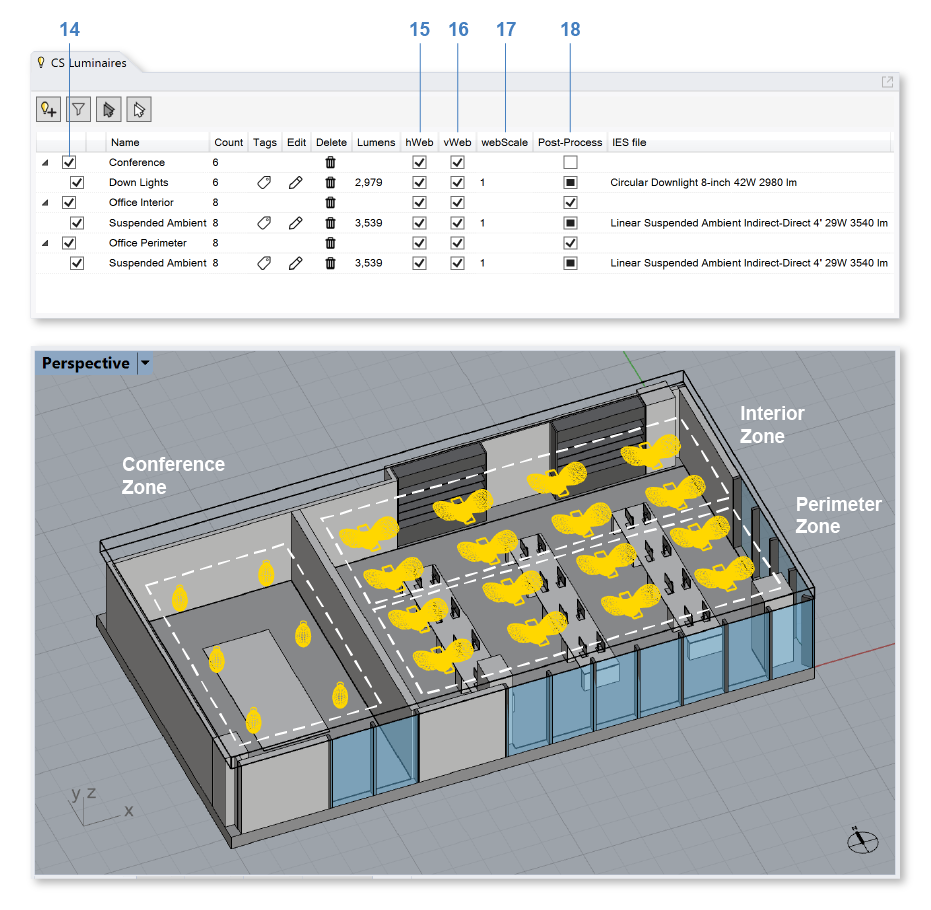 14 15 16 17 18
CS Luminaires
Name Count Tags Edit Delete Lumens hWeb vWeb webScale Post-Process IES file
Conference 6
Down Lights 6 2,979 1 Circular Downlight 8-inch 42W 2980 lm
Office Interior 8
Suspended Ambient 8 3,539 1 Linear Suspended Ambient Indirect-Direct 4' 29W 3540 lm
Office Perimeter 8
Suspended Ambient 8 3,539 1 Linear Suspended Ambient Indirect-Direct 4' 29W 3540 lm
Perspective
Interior
Zone
Conference
Zone
Perimeter
Zone
y z
x
N